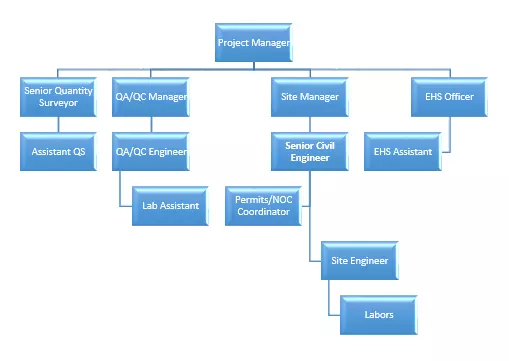 Project Manager
Senior Quantity
Surveyor
QA/QC Manager
Site Manager
EHS Officer
Assistant QS
QA/QC Engineer
Senior Civil
Engineer
EHS Assistant
Lab Assistant
Permits/NOC
Coordinator
Site Engineer
Labors